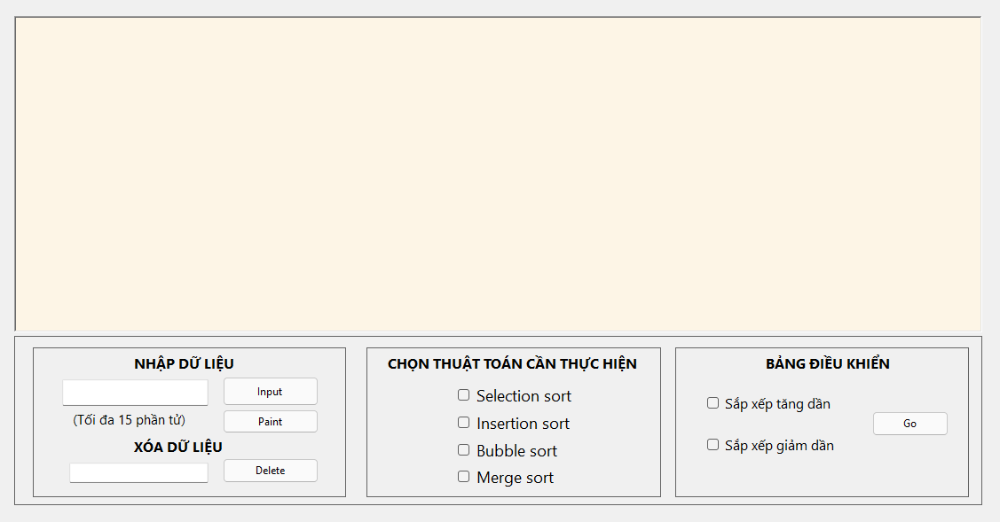 NHẬP DỮ LIỆU
Input
(Tối đa 15 phần tử)
Paint
XÓA DỮ LIỆU
Delete
CHỌN THUẬT TOÁN CẦN THỰC HIỆN
Selection sort
Insertion sort
Bubble sort
Merge sort
BẢNG ĐIỀU KHIỂN
Sắp xếp tăng dần
Go
Sắp xếp giảm dần